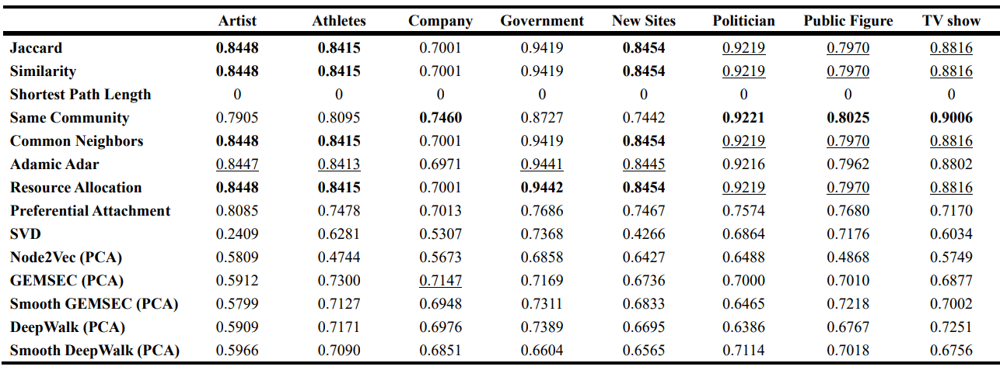 Artist Athletes Company Government New Sites Politician Public Figure TV show
Jaccard 0.8448 0.8415 0.7001 0.9419 0.8454 0.9219 0.7970 0.8816
Similarity 0.8448 0.8415 0.7001 0.9419 0.8454 0.9219 0.7970 0.8816
Shortest Path Length 0 0 0 0 0 0 0 0
Same Community 0.7905 0.8095 0.7460 0.8727 0.7442 0.9221 0.8025 0.9006
Common Neighbors 0.8448 0.8415 0.7001 0.9419 0.8454 0.9219 0.7970 0.8816
Adamic Adar 0.8447 0.8413 0.6971 0.9441 0.8445 0.9216 0.7962 0.8802
Resource Allocation 0.8448 0.8415 0.7001 0.9442 0.8454 0.9219 0.7970 0.8816
Preferential Attachment 0.8085 0.7478 0.7013 0.7686 0.7467 0.7574 0.7680 0.7170
SVD 0.2409 0.6281 0.5307 0.7368 0.4266 0.6864 0.7176 0.6034
Node2Vec (PCA) 0.5809 0.4744 0.5673 0.6858 0.6427 0.6488 0.4868 0.5749
GEMSEC (PCA) 0.5912 0.7300 0.7147 0.7169 0.6736 0.7000 0.7010 0.6877
Smooth GEMSEC (PCA) 0.5799 0.7127 0.6948 0.7311 0.6833 0.6465 0.7218 0.7002
DeepWalk (PCA) 0.5909 0.7171 0.6976 0.7389 0.6695 0.6386 0.6767 0.7251
Smooth DeepWalk (PCA) 0.5966 0.7090 0.6851 0.6604 0.6565 0.7114 0.7018 0.6756